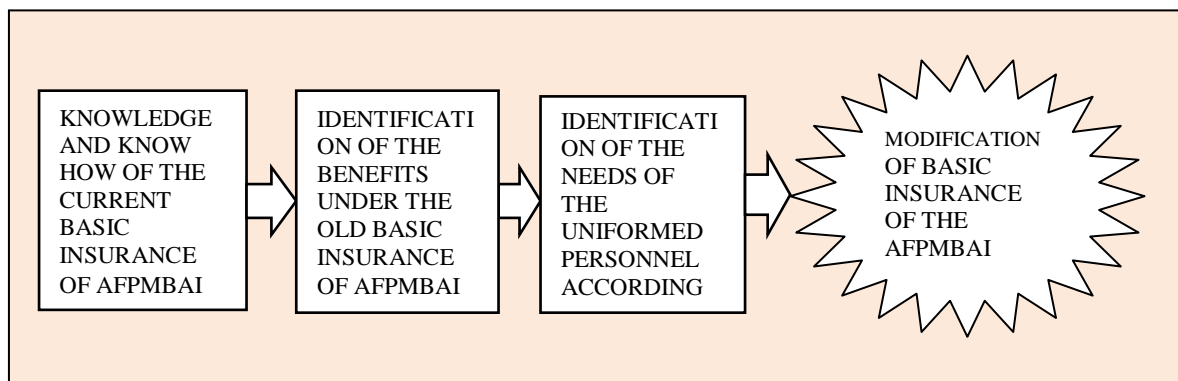 KNOWLEDGE
AND KNOW
HOW OF THE
CURRENT
BASIC
INSURANCE
OF AFPMBAI
IDENTIFICATI
ON OF THE
BENEFITS
UNDER THE
OLD BASIC
INSURANCE
OF AFPMBAI
IDENTIFICATI
ON OF THE
NEEDS OF
THE
UNIFORMED
PERSONNEL
ACCORDING
MODIFICATION
OF BASIC
INSURANCE
OF THE
AFPMBAI